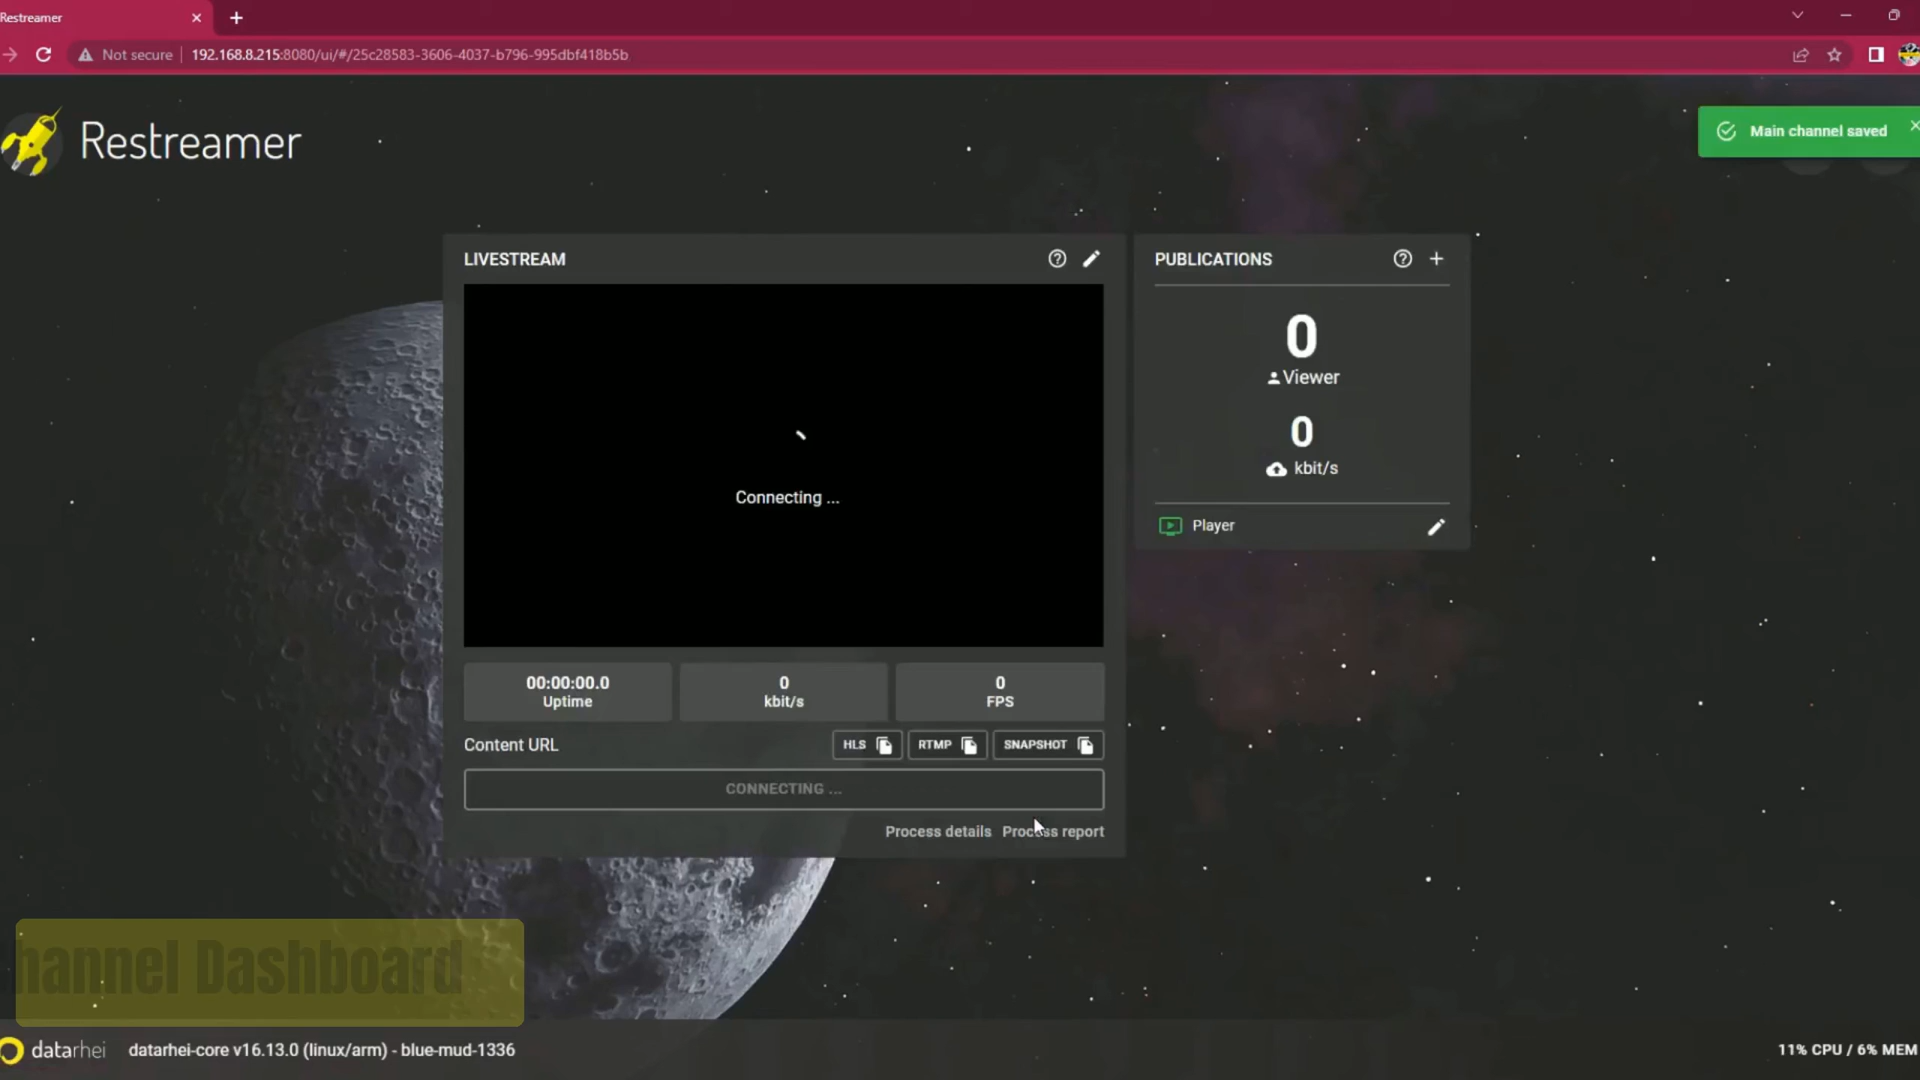 Restreamer
Not secure
192.168.8.215:8080/ui/#/25c28583-3606-4037-b796-995dbf418b5b
Restreamer
Main channel saved
LIVESTREAM
Connecting ...
00:00:00.0
Uptime
0
kbit/s
0
FPS
Content URL
HLS
RTMP
SNAPSHOT
CONNECTING ...
Process details
Process report
PUBLICATIONS
0
Viewer
0
kbit/s
Player
hannel Dashboard
datarhei
datarhei-core v16.13.0 (linux/arm) - blue-mud-1336
11% CPU / 6% MEM